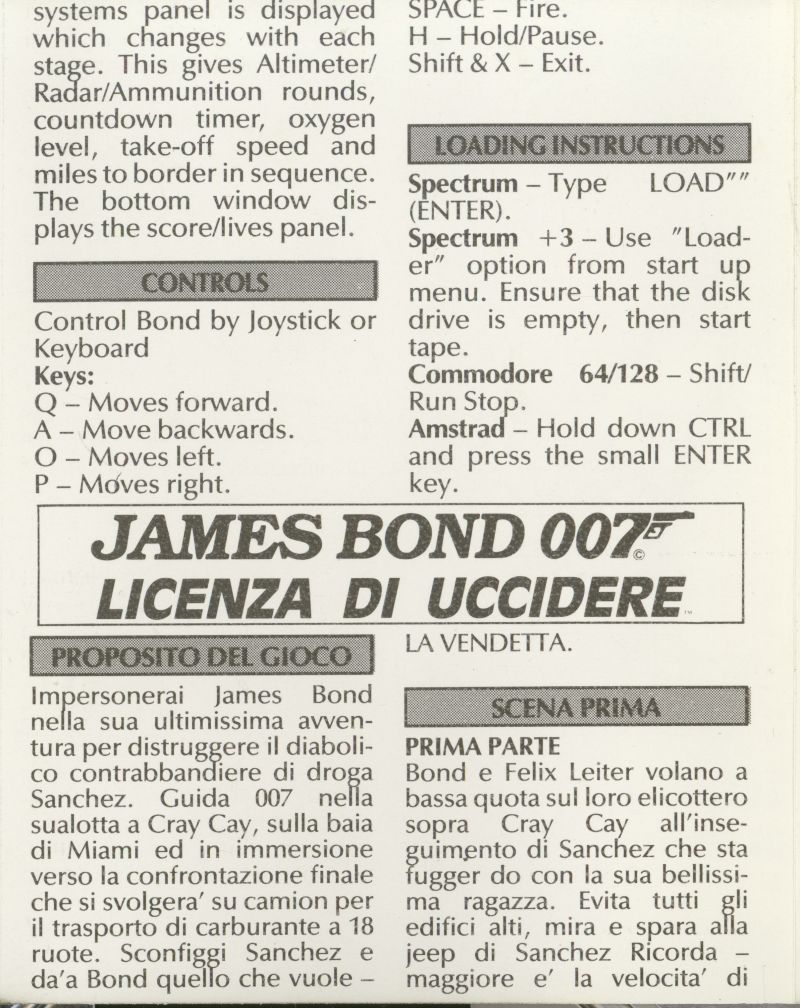 systems panel is displayed
which changes with each
stage. This gives Altimeter/
Radar/Ammunition rounds,
countdown timer, oxygen
level, take-off speed and
miles to border in sequence.
The bottom window dis-
plays the score/lives panel.
CONTROLS
Control Bond by Joystick or
Keyboard
Keys:
Q – Moves forward.
A – Move backwards.
O – Moves left.
P – Moves right.
SPACE – Fire.
H – Hold/Pause.
Shift & X – Exit.
LOADING INSTRUCTIONS
Spectrum – Type LOAD""
(ENTER).
Spectrum +3 – Use "Load-
er" option from start up
menu. Ensure that the disk
drive is empty, then start
tape.
Commodore 64/128 – Shift/
Run Stop.
Amstrad – Hold down CTRL
and press the small ENTER
key.
JAMES BOND 007 ©
LICENZA DI UCCIDERE ™
PROPOSITO DEL GIOCO
Impersonerai James Bond
nella sua ultimissima avven-
tura per distruggere il diaboli-
co contrabbandiere di droga
Sanchez. Guida 007 nella
sualotta a Cray Cay, sulla baia
di Miami ed in immersione
verso la confrontazione finale
che si svolgera' su camion per
il trasporto di carburante a 18
ruote. Sconfiggi Sanchez e
da'a Bond quello che vuole –
LA VENDETTA.
SCENA PRIMA
PRIMA PARTE
Bond e Felix Leiter volano a
bassa quota sul loro elicottero
sopra Cray Cay all'inse-
guimento di Sanchez che sta
fugger do con la sua bellissi-
ma ragazza. Evita tutti gli
edifici alti, mira e spara alla
jeep di Sanchez Ricorda –
maggiore e' la velocita' di